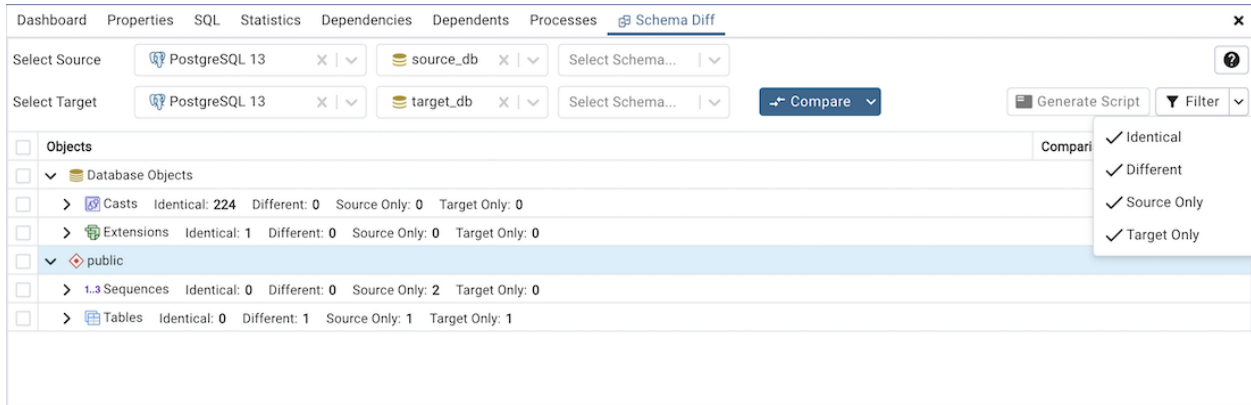 Dashboard Properties SQL Statistics Dependencies Dependents Processes Schema Diff
Select Source PostgreSQL 13 source_db Select Schema...
Select Target PostgreSQL 13 target_db Select Schema... Compare Generate Script Filter
Objects Compari
Identical
Different
Source Only
Target Only
Database Objects
Casts Identical: 224 Different: 0 Source Only: 0 Target Only: 0
Extensions Identical: 1 Different: 0 Source Only: 0 Target Only: 0
public
1..3 Sequences Identical: 0 Different: 0 Source Only: 2 Target Only: 0
Tables Identical: 0 Different: 1 Source Only: 1 Target Only: 1